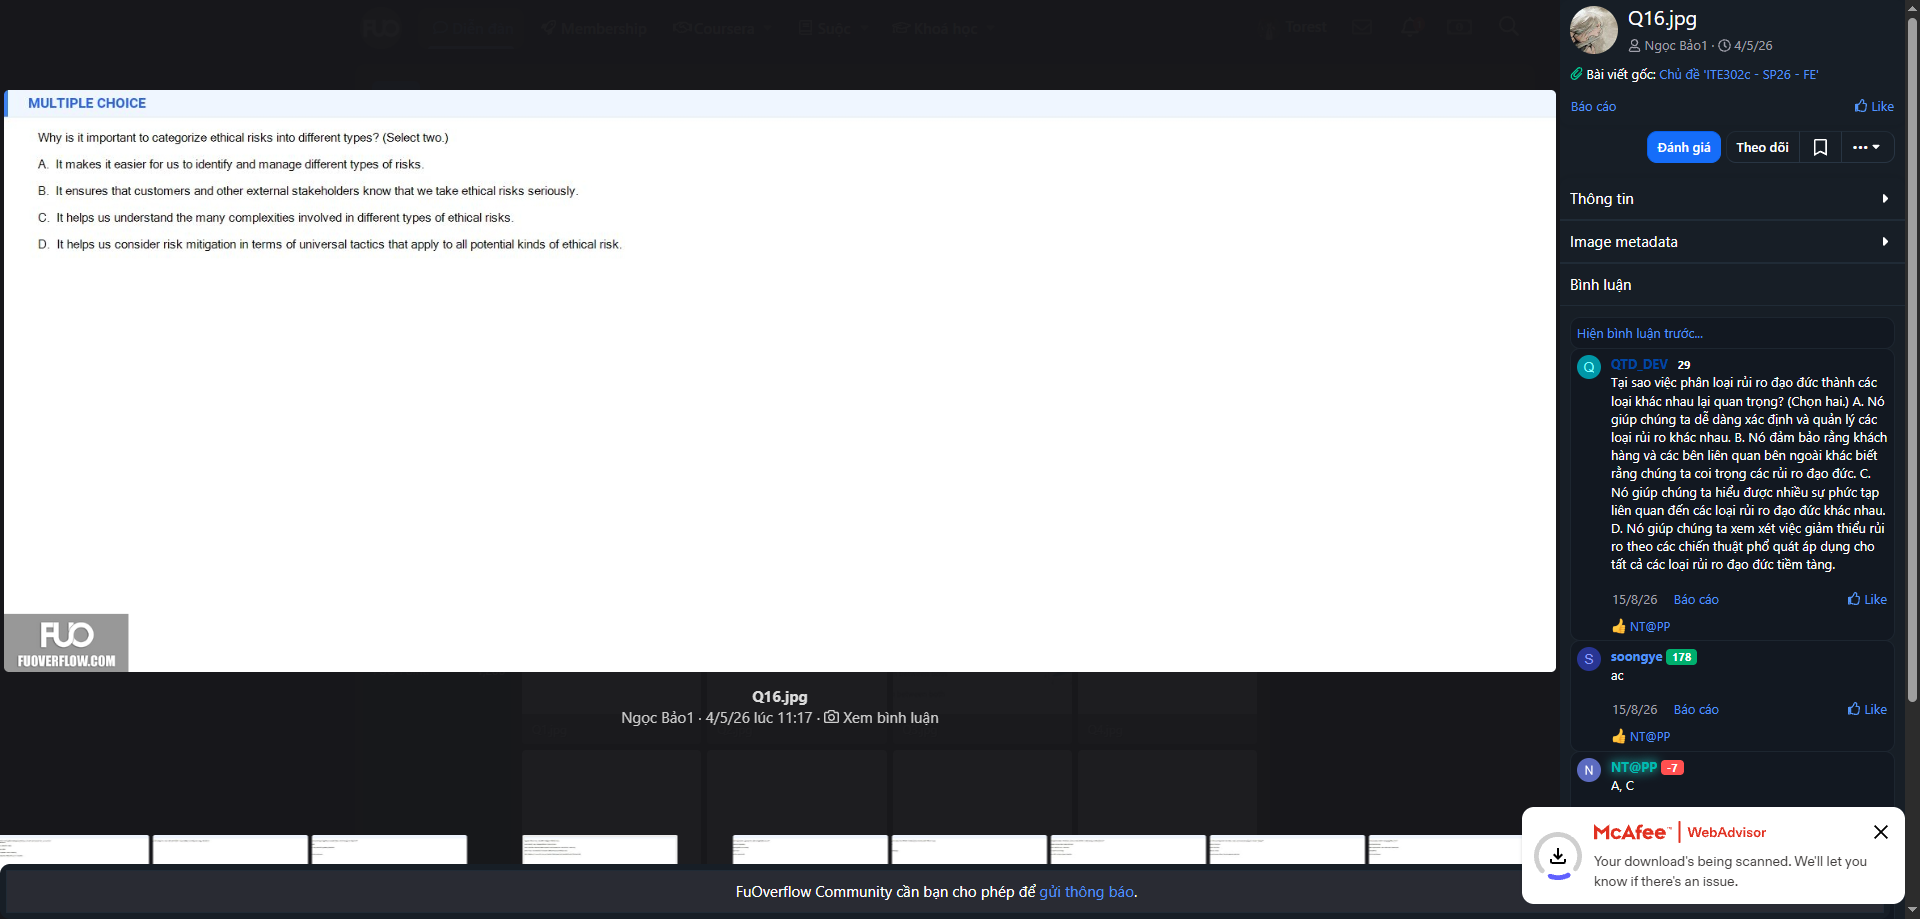 FUO
Membership
Coursera
Suốc
Khoá học
Torest
MULTIPLE CHOICE
Why is it important to categorize ethical risks into different types? (Select two.)
A. It makes it easier for us to identify and manage different types of risks.
B. It ensures that customers and other external stakeholders know that we take ethical risks seriously.
C. It helps us understand the many complexities involved in different types of ethical risks.
D. It helps us consider risk mitigation in terms of universal tactics that apply to all potential kinds of ethical risk.
FUO
FUOVERFLOW.COM
Q16.jpg
Ngọc Bảo1 · 4/5/26 lúc 11:17 · Xem bình luận
FuOverflow Community cần bạn cho phép để gửi thông báo.
Q16.jpg
Ngọc Bảo1 · 4/5/26
Bài viết gốc: Chủ đề 'ITE302c - SP26 - FE'
Báo cáo
Like
Đánh giá
Theo dõi
Thông tin
Image metadata
Bình luận
Hiện bình luận trước...
Q
QTD_DEV 29
Tại sao việc phân loại rủi ro đạo đức thành các
loại khác nhau lại quan trọng? (Chọn hai.) A. Nó
giúp chúng ta dễ dàng xác định và quản lý các
loại rủi ro khác nhau. B. Nó đảm bảo rằng khách
hàng và các bên liên quan bên ngoài khác biết
rằng chúng ta coi trọng các rủi ro đạo đức. C.
Nó giúp chúng ta hiểu được nhiều sự phức tạp
liên quan đến các loại rủi ro đạo đức khác nhau.
D. Nó giúp chúng ta xem xét việc giảm thiểu rủi
ro theo các chiến thuật phổ quát áp dụng cho
tất cả các loại rủi ro đạo đức tiềm tàng.
15/8/26 Báo cáo Like
NT@PP
S
soongye 178
ac
15/8/26 Báo cáo Like
NT@PP
N
NT@PP -7
A, C
McAfee™ | WebAdvisor
Your download's being scanned. We'll let you
know if there's an issue.